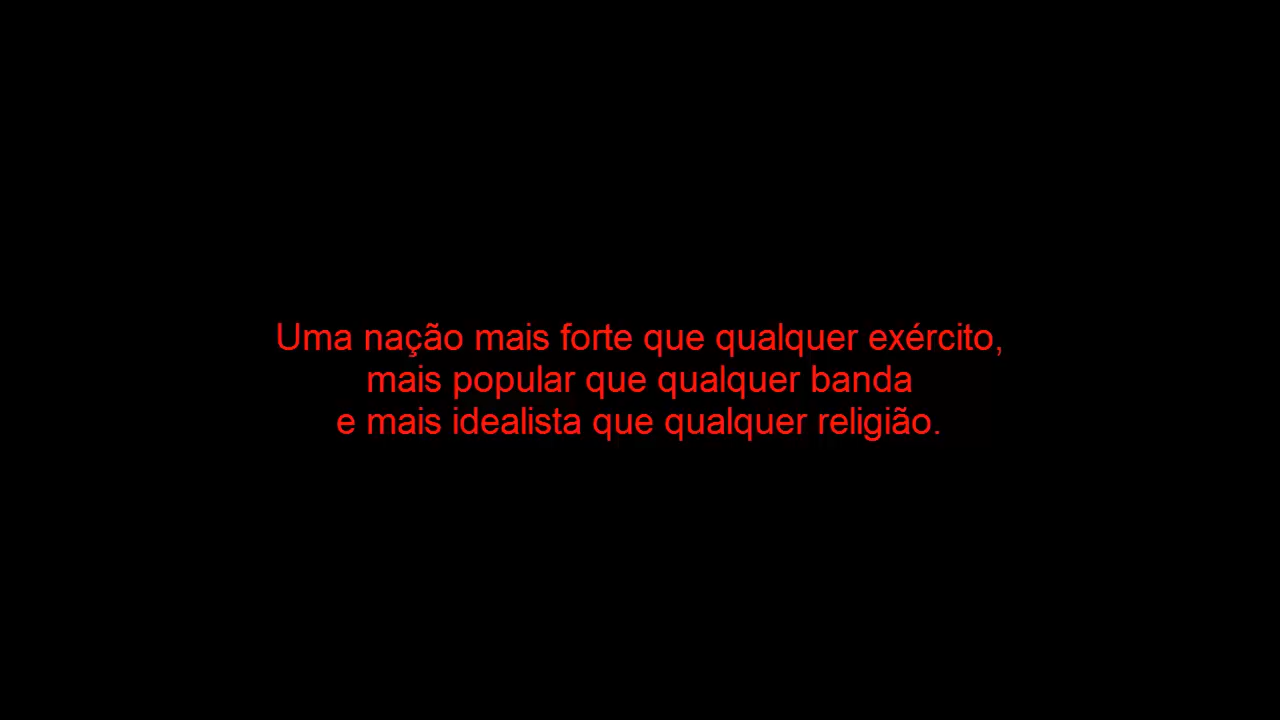 Uma nação mais forte que qualquer exército,
mais popular que qualquer banda
e mais idealista que qualquer religião.